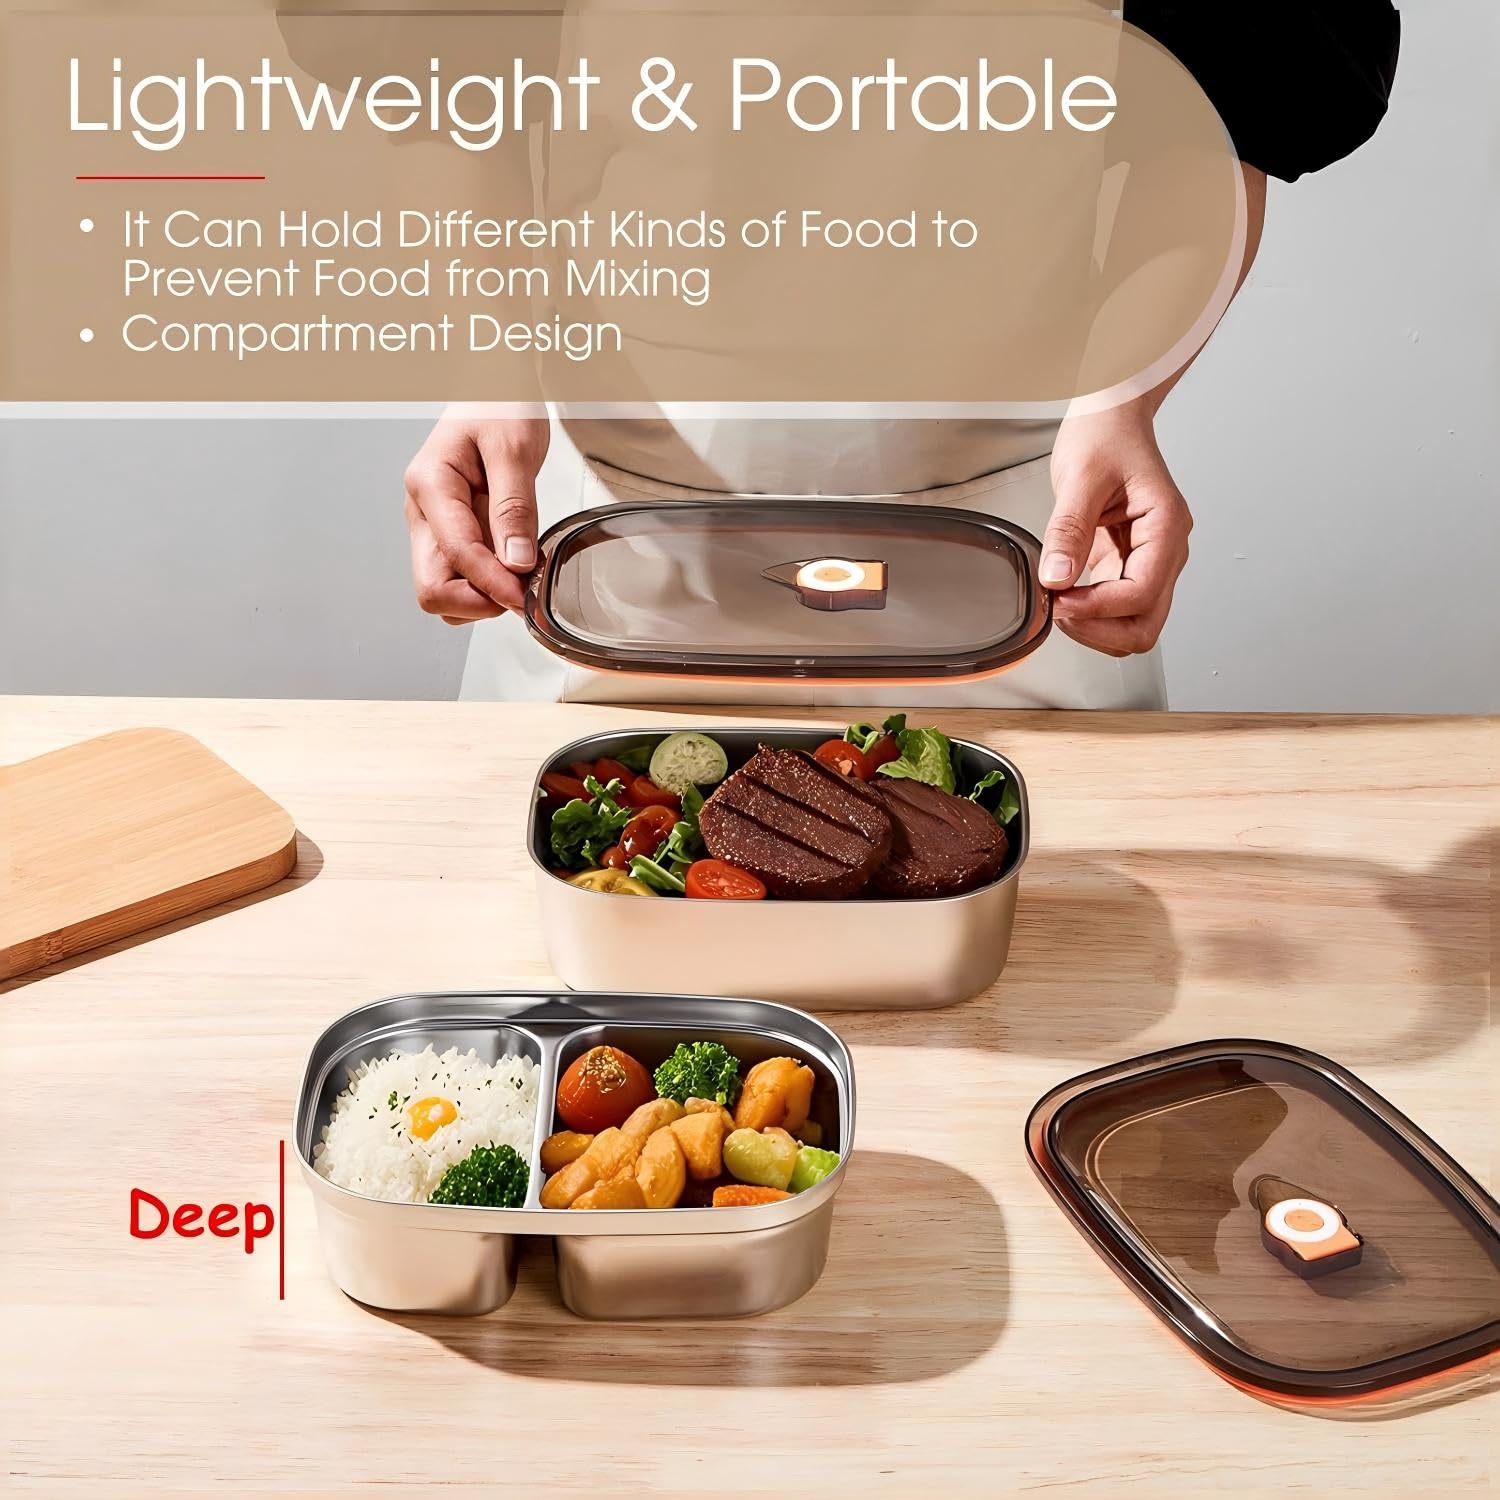 Lightweight & Portable
• It Can Hold Different Kinds of Food to
Prevent Food from Mixing
• Compartment Design
Deep